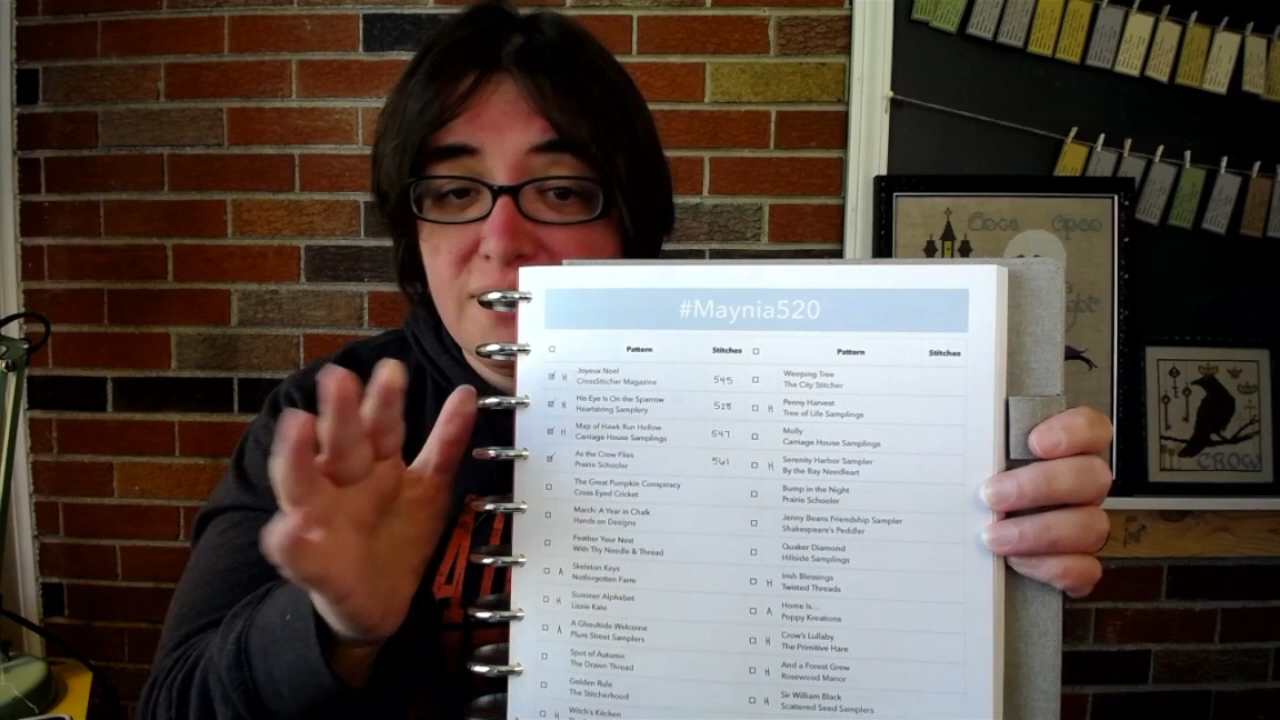 #Maynia520
Pattern Stitches
Pattern Stitches
Joyeux Noel
CrossStitcher Magazine
545
H
His Eye Is On the Sparrow
Heartstring Samplery
528
H
Map of Hawk Run Hollow
Carriage House Samplings
547
H
As the Crow Flies
Prairie Schooler
561
The Great Pumpkin Conspiracy
Cross Eyed Cricket
March: A Year in Chalk
Hands on Designs
Feather Your Nest
With Thy Needle & Thread
A
Skeleton Keys
Notforgotten Farm
H
Summer Alphabet
Lizzie Kate
A
A Ghoultide Welcome
Plum Street Samplers
Spot of Autumn
The Drawn Thread
Golden Rule
The Stitcherhood
H
Witch's Kitchen
Weeping Tree
The City Stitcher
H
Penny Harvest
Tree of Life Samplings
Molly
Carriage House Samplings
H
Serenity Harbor Sampler
By the Bay Needleart
Bump in the Night
Prairie Schooler
Jenny Beans Friendship Sampler
Shakespeare's Peddler
Quaker Diamond
Hillside Samplings
H
Irish Blessings
Twisted Threads
A
Home Is...
Poppy Kreations
H
Crow's Lullaby
The Primitive Hare
H
And a Forest Grew
Rosewood Manor
H
Sir William Black
Scattered Seed Samplers
Once Upon
CROW